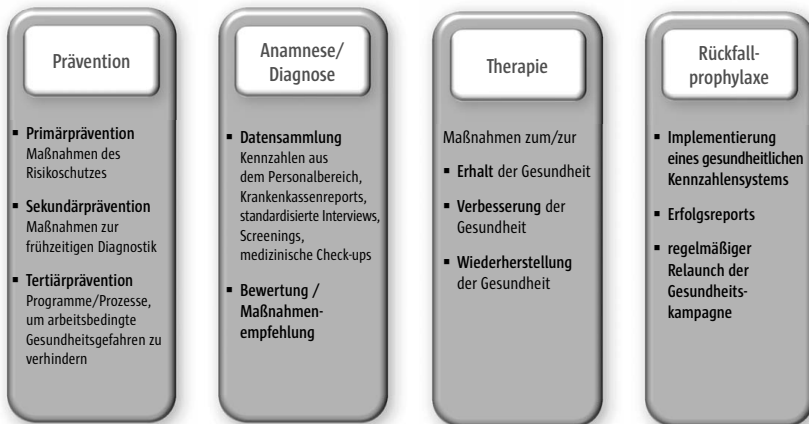 Prävention
▪ Primärprävention
Maßnahmen des
Risikoschutzes
▪ Sekundärprävention
Maßnahmen zur
frühzeitigen Diagnostik
▪ Tertiärprävention
Programme/Prozesse,
um arbeitsbedingte
Gesundheitsgefahren zu
verhindern
Anamnese/
Diagnose
▪ Datensammlung
Kennzahlen aus
dem Personalbereich,
Krankenkassenreports,
standardisierte Interviews,
Screenings,
medizinische Check-ups
▪ Bewertung /
Maßnahmen-
empfehlung
Therapie
Maßnahmen zum/zur
▪ Erhalt der Gesundheit
▪ Verbesserung der
Gesundheit
▪ Wiederherstellung
der Gesundheit
Rückfall-
prophylaxe
▪ Implementierung
eines gesundheitlichen
Kennzahlensystems
▪ Erfolgsreports
▪ regelmäßiger
Relaunch der
Gesundheits-
kampagne